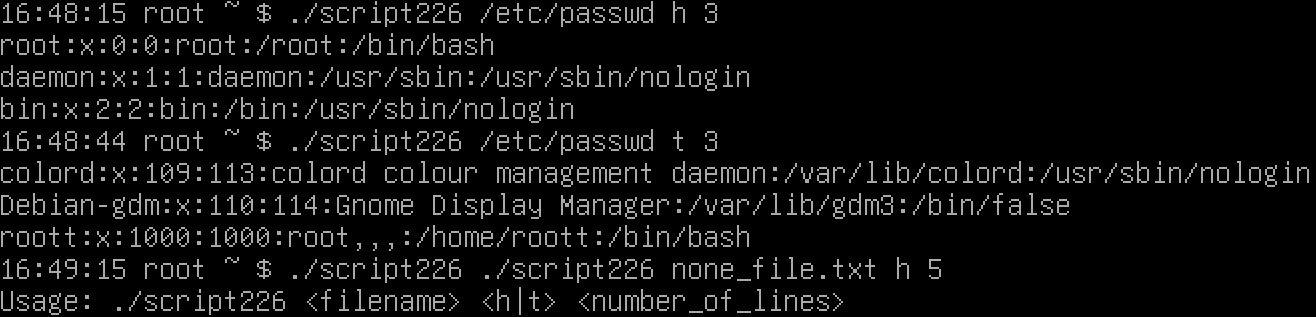 16:48:15 root ~ $ ./script226 /etc/passwd h 3
root:x:0:0:root:/root:/bin/bash
daemon:x:1:1:daemon:/usr/sbin:/usr/sbin/nologin
bin:x:2:2:bin:/bin:/usr/sbin/nologin
16:48:44 root ~ $ ./script226 /etc/passwd t 3
colord:x:109:113:colord colour management daemon:/var/lib/colord:/usr/sbin/nologin
Debian-gdm:x:110:114:Gnome Display Manager:/var/lib/gdm3:/bin/false
roott:x:1000:1000:root,,,:/home/roott:/bin/bash
16:49:15 root ~ $ ./script226 ./script226 none_file.txt h 5
Usage: ./script226 <filename> <h|t> <number_of_lines>